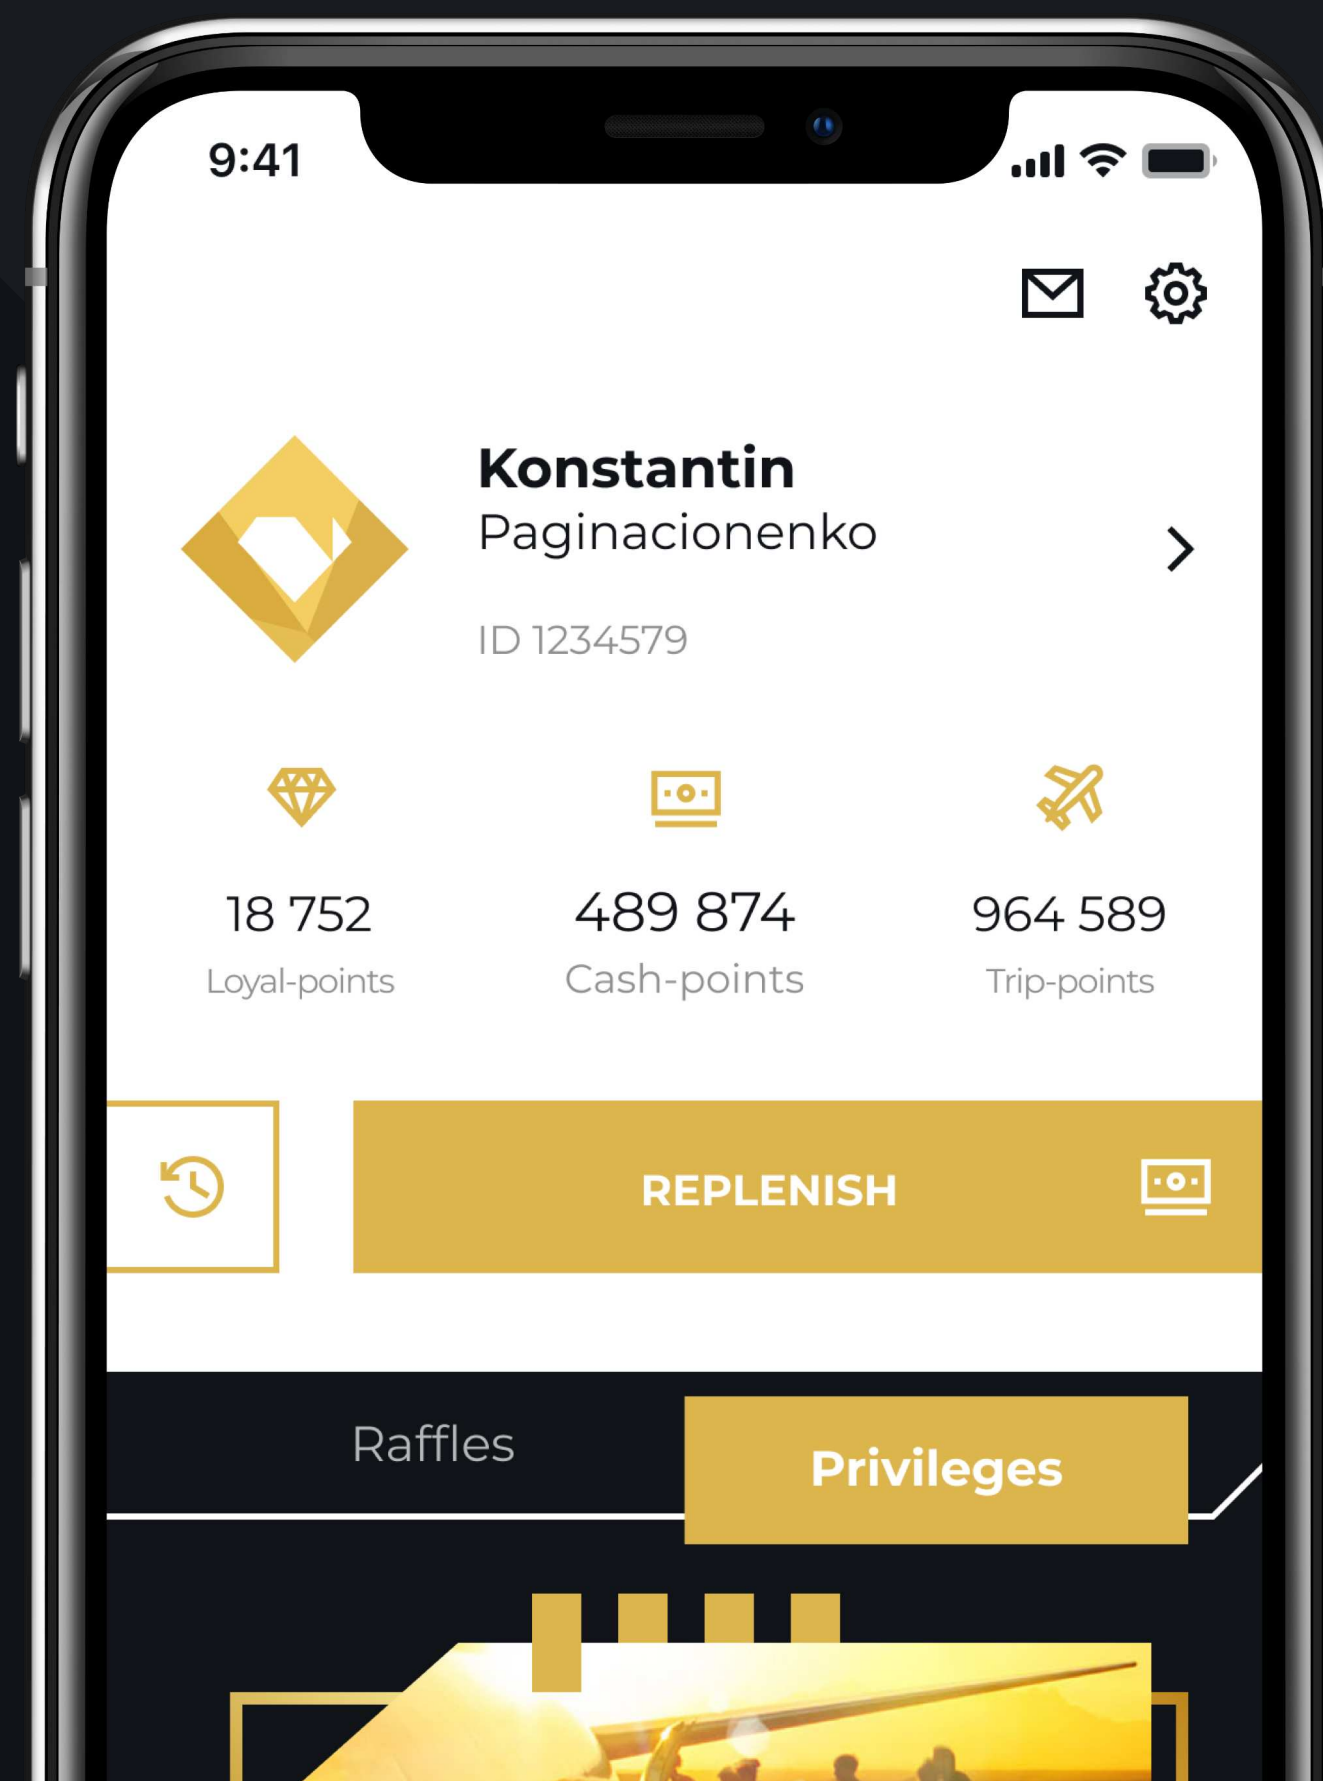 9:41
Konstantin
Paginacionenko
ID 1234579
18 752
489 874
964 589
Loyal-points
Cash-points
Trip-points
REPLENISH
Raffles
Privileges